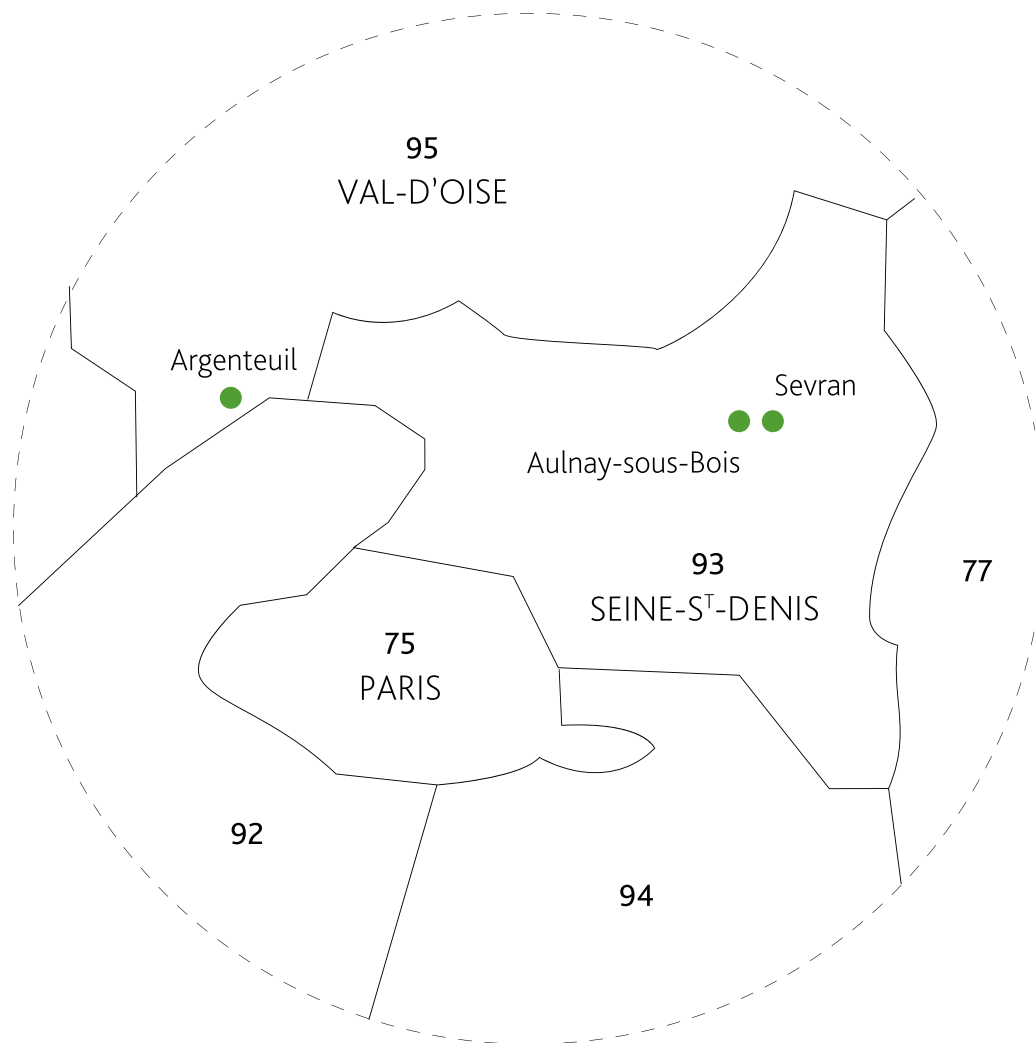 95
VAL-D’OISE
Argenteuil
Sevran
Aulnay-sous-Bois
93
SEINE-Sᵀ-DENIS
77
75
PARIS
92
94